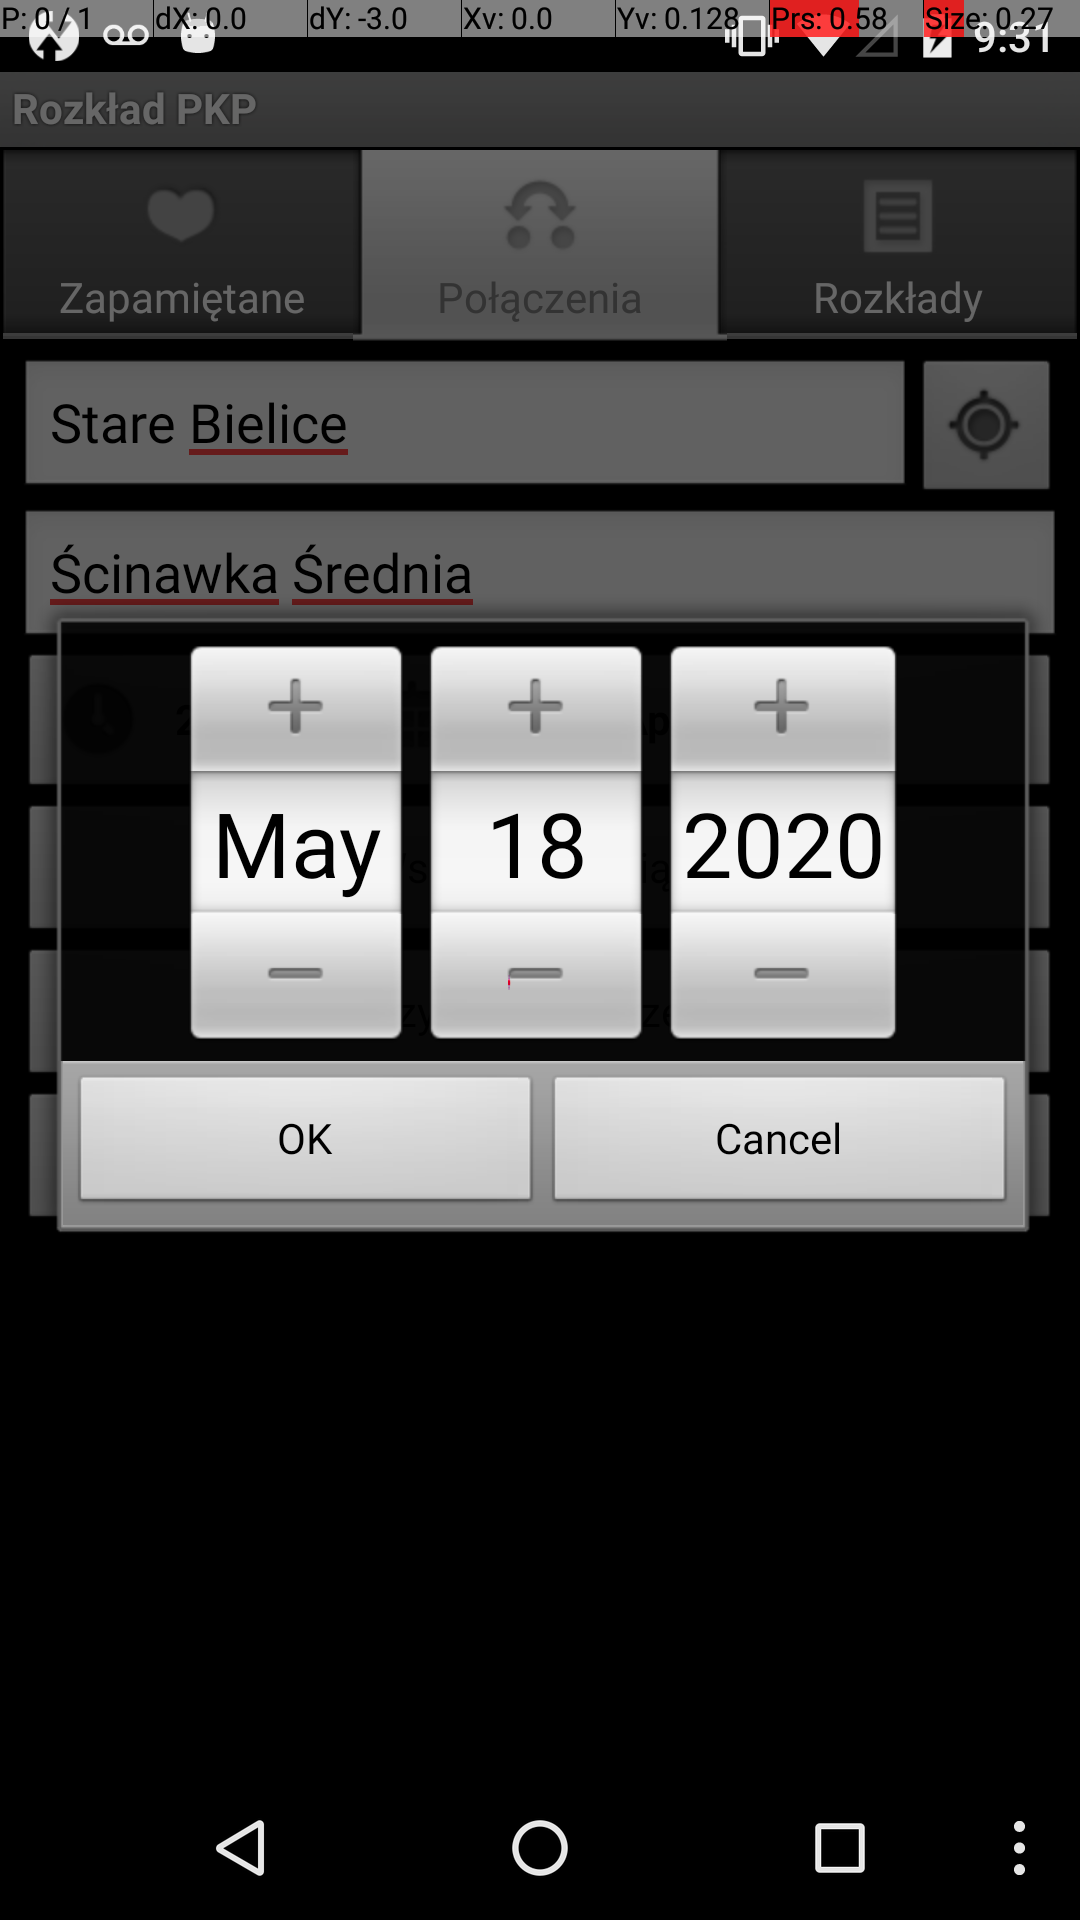 P: 0 / 1 dX: 0.0 dY: -3.0 Xv: 0.0 Yv: 0.128 Prs: 0.58 Size: 0.27
9:31
Rozkład PKP
Zapamiętane Połączenia Rozkłady
Stare Bielice
Ścinawka Średnia
May 18 2020
OK Cancel